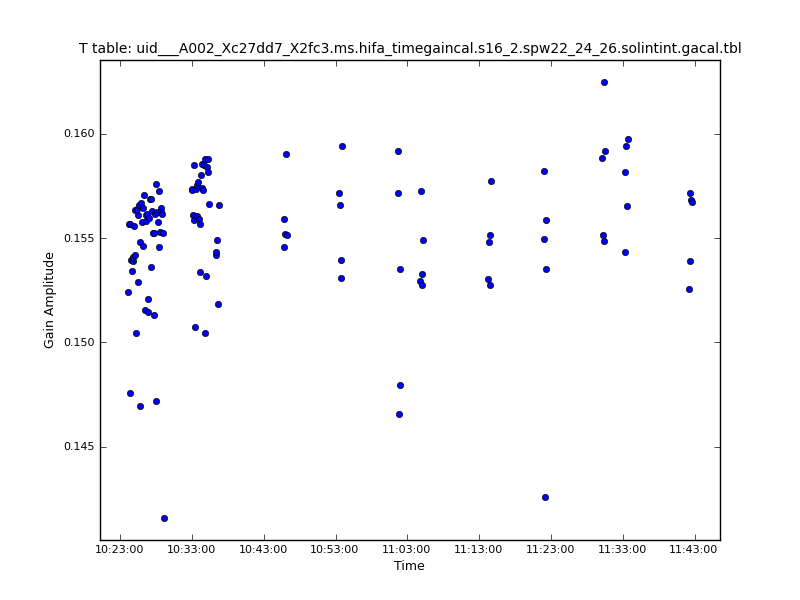 T table: uid___A002_Xc27dd7_X2fc3.ms.hifa_timegaincal.s16_2.spw22_24_26.solintint.gacal.tbl
0.160
0.155
0.150
0.145
Gain Amplitude
10:23:00 10:33:00 10:43:00 10:53:00 11:03:00 11:13:00 11:23:00 11:33:00 11:43:00
Time